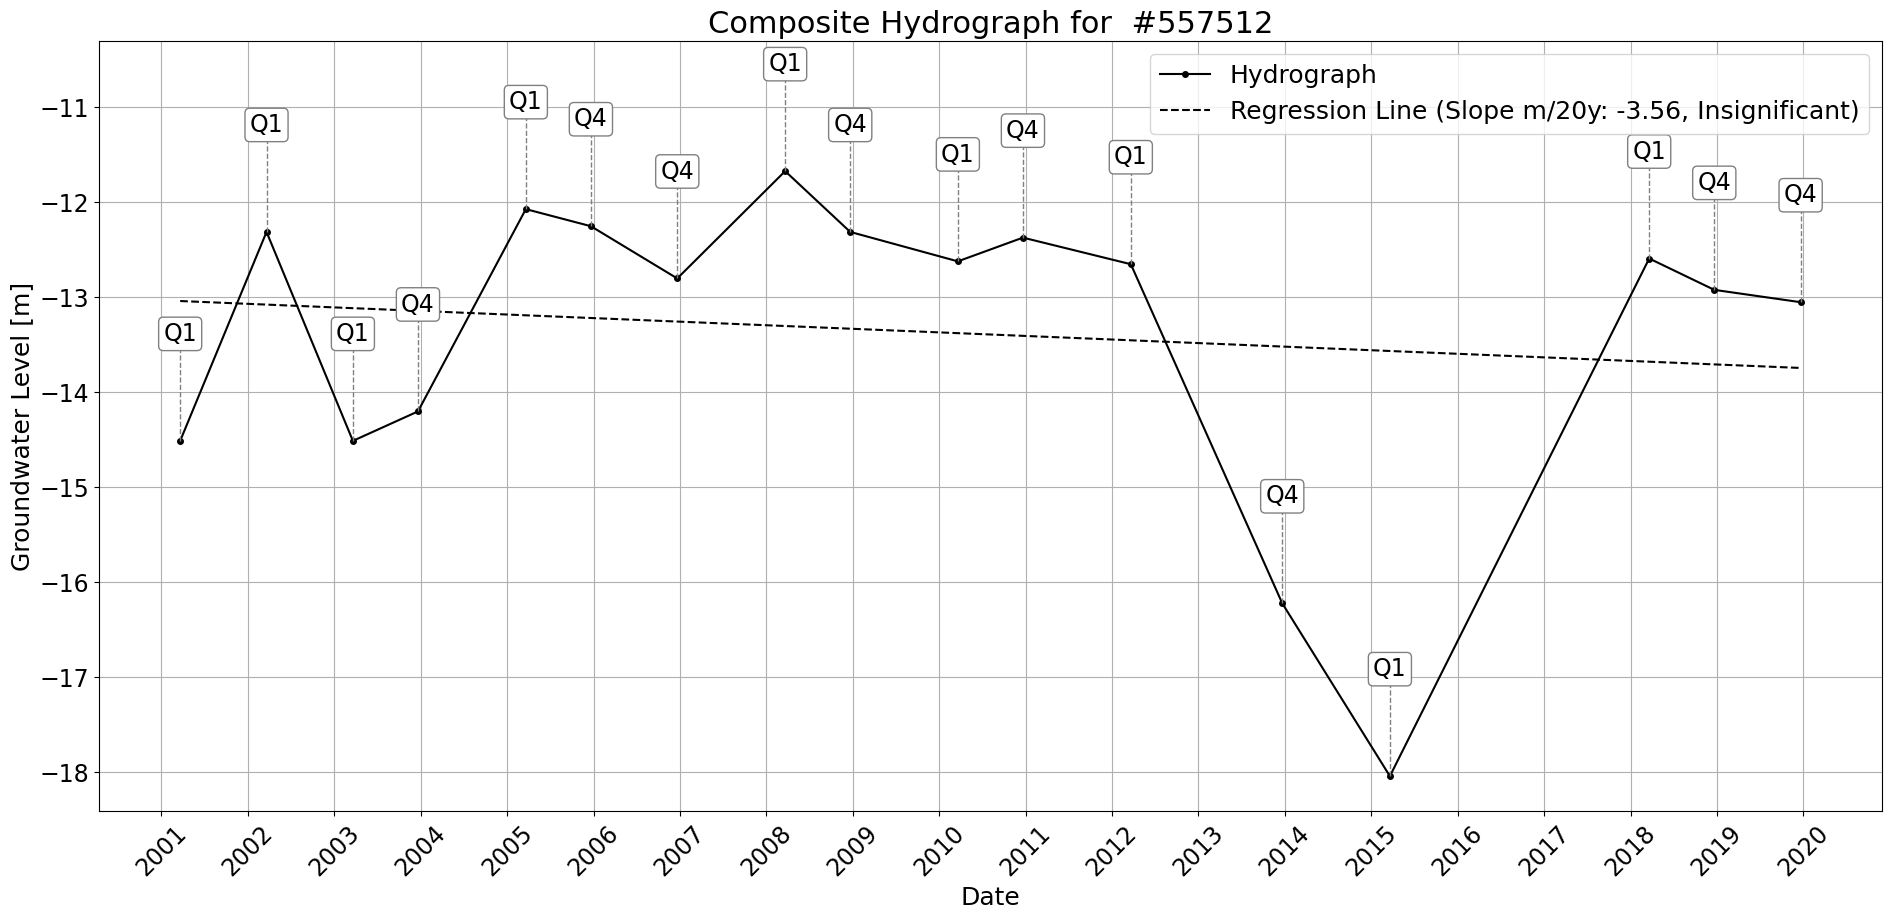 Composite Hydrograph for  #557512
Hydrograph
Regression Line (Slope m/20y: -3.56, Insignificant)
Groundwater Level [m]
−11
−12
−13
−14
−15
−16
−17
−18
Q1
Q1
Q1
Q4
Q1
Q4
Q4
Q1
Q4
Q1
Q4
Q1
Q4
Q1
Q1
Q4
Q4
2001
2002
2003
2004
2005
2006
2007
2008
2009
2010
2011
2012
2013
2014
2015
2016
2017
2018
2019
2020
Date